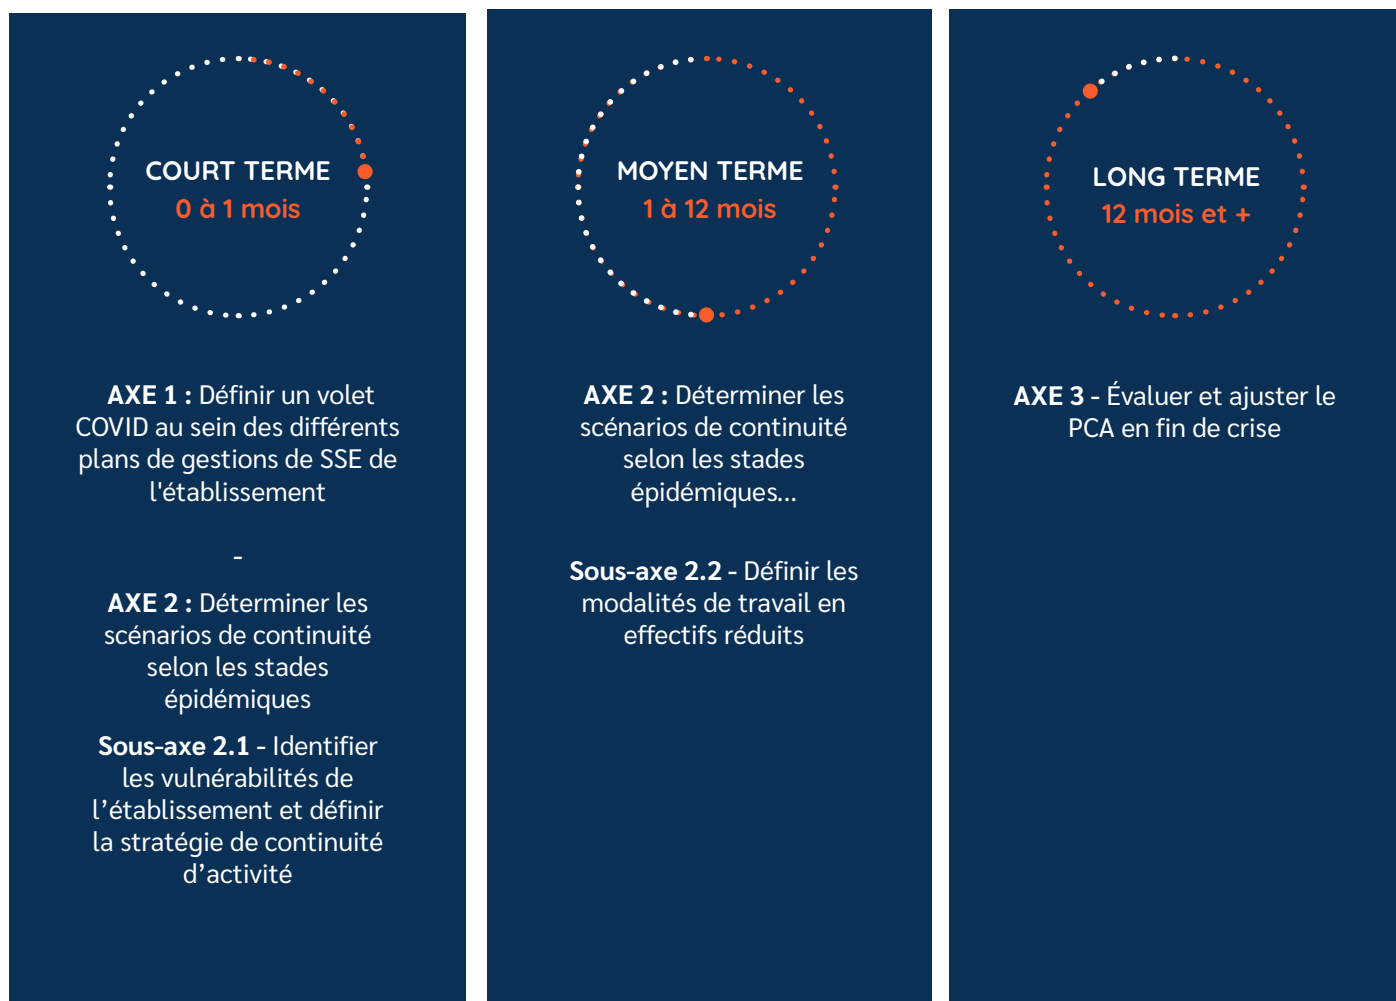 COURT TERME
0 à 1 mois
AXE 1 : Définir un volet
COVID au sein des différents
plans de gestions de SSE de
l'établissement
-
AXE 2 : Déterminer les
scénarios de continuité
selon les stades
épidémiques
Sous-axe 2.1 - Identifier
les vulnérabilités de
l’établissement et définir
la stratégie de continuité
d’activité
MOYEN TERME
1 à 12 mois
AXE 2 : Déterminer les
scénarios de continuité
selon les stades
épidémiques...
Sous-axe 2.2 - Définir les
modalités de travail en
effectifs réduits
LONG TERME
12 mois et +
AXE 3 - Évaluer et ajuster le
PCA en fin de crise